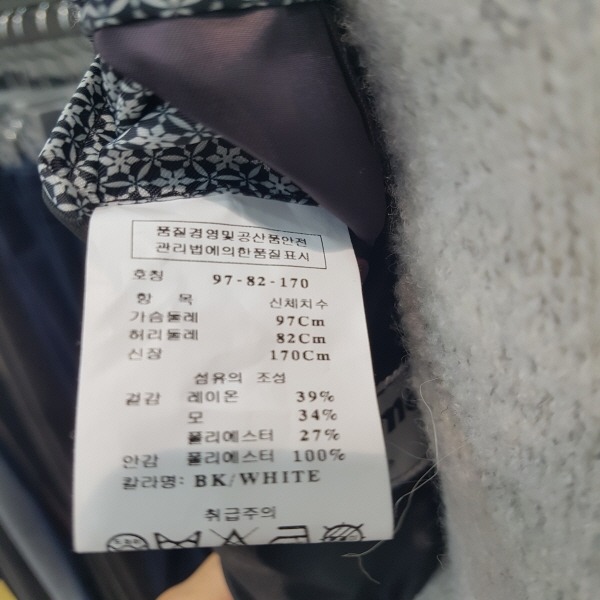 품질경영및공산품안전
관리법에의한품질표시
호칭 97-82-170
항 목 신체치수
가슴둘레 97Cm
허리둘레 82Cm
신장 170Cm
섬유의 조성
겉감 레이온 39%
모 34%
폴리에스터 27%
안감 폴리에스터 100%
칼라명: BK/WHITE
취급주의